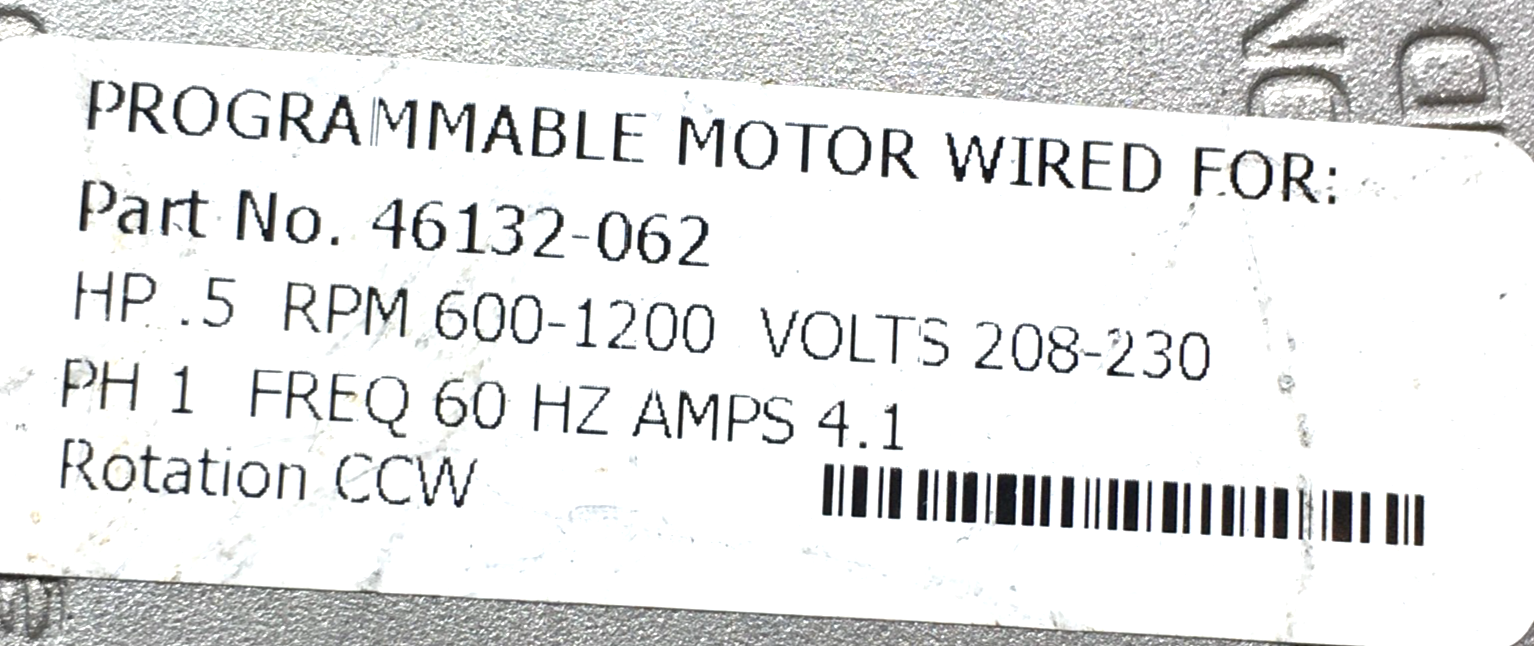 PROGRAMMABLE MOTOR WIRED FOR:
Part No. 46132-062
HP .5 RPM 600-1200 VOLTS 208-230
PH 1 FREQ 60 HZ AMPS 4.1
Rotation CCW